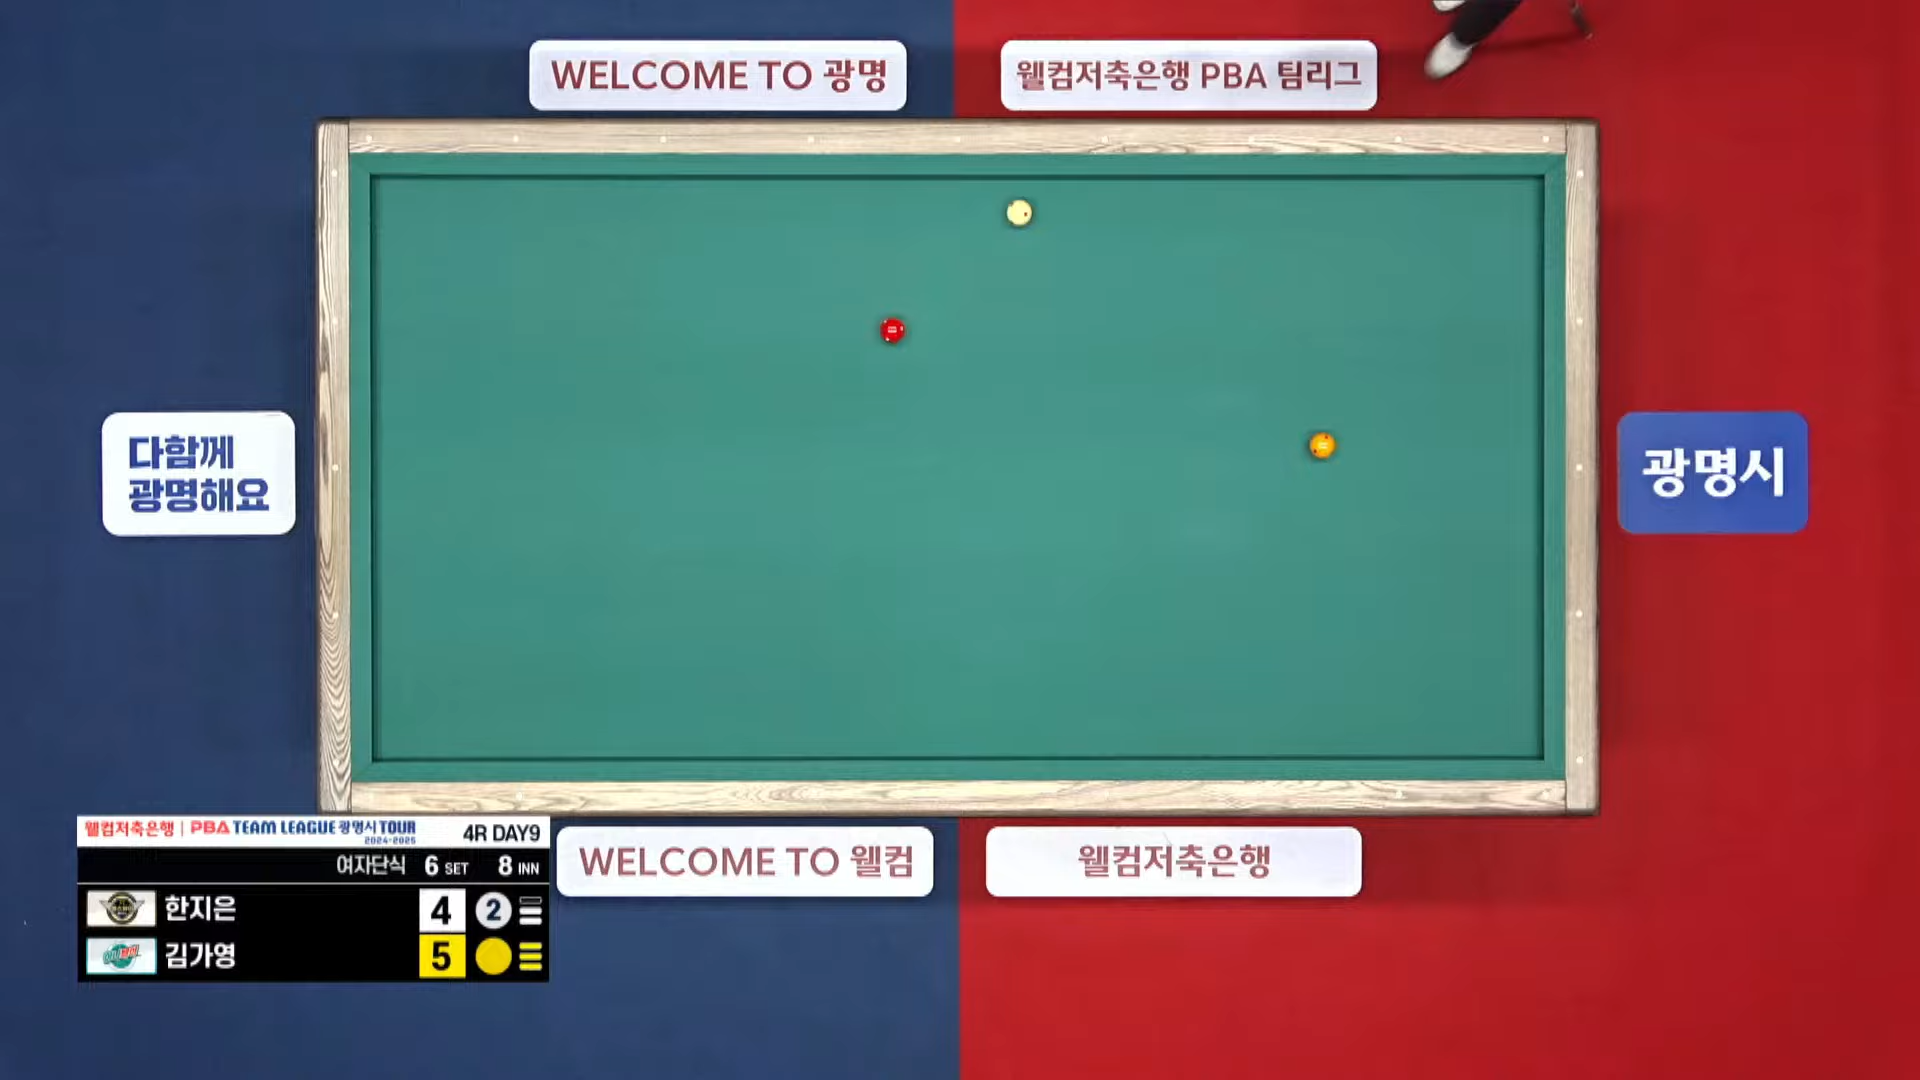 WELCOME TO 광명
웰컴저축은행 PBA 팀리그
다함께
광명해요
광명시
웰컴저축은행 | PBA TEAM LEAGUE 광명시 TOUR
2024-2025
4R DAY9
여자단식 6 SET 8 INN
한지은 4 2
김가영 5
WELCOME TO 웰컴
웰컴저축은행